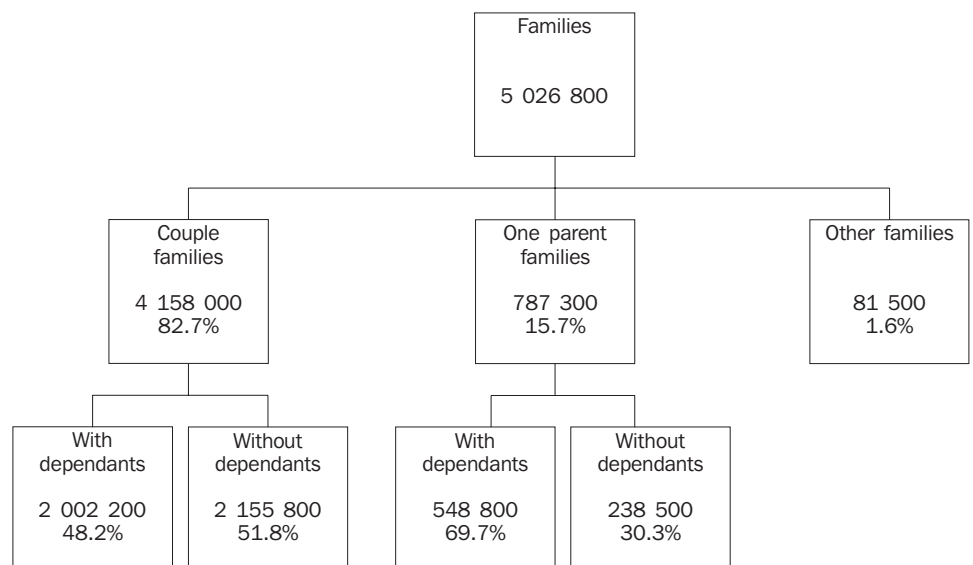 Families
5 026 800
Couple
families
4 158 000
82.7%
One parent
families
787 300
15.7%
Other families
81 500
1.6%
With
dependants
2 002 200
48.2%
Without
dependants
2 155 800
51.8%
With
dependants
548 800
69.7%
Without
dependants
238 500
30.3%